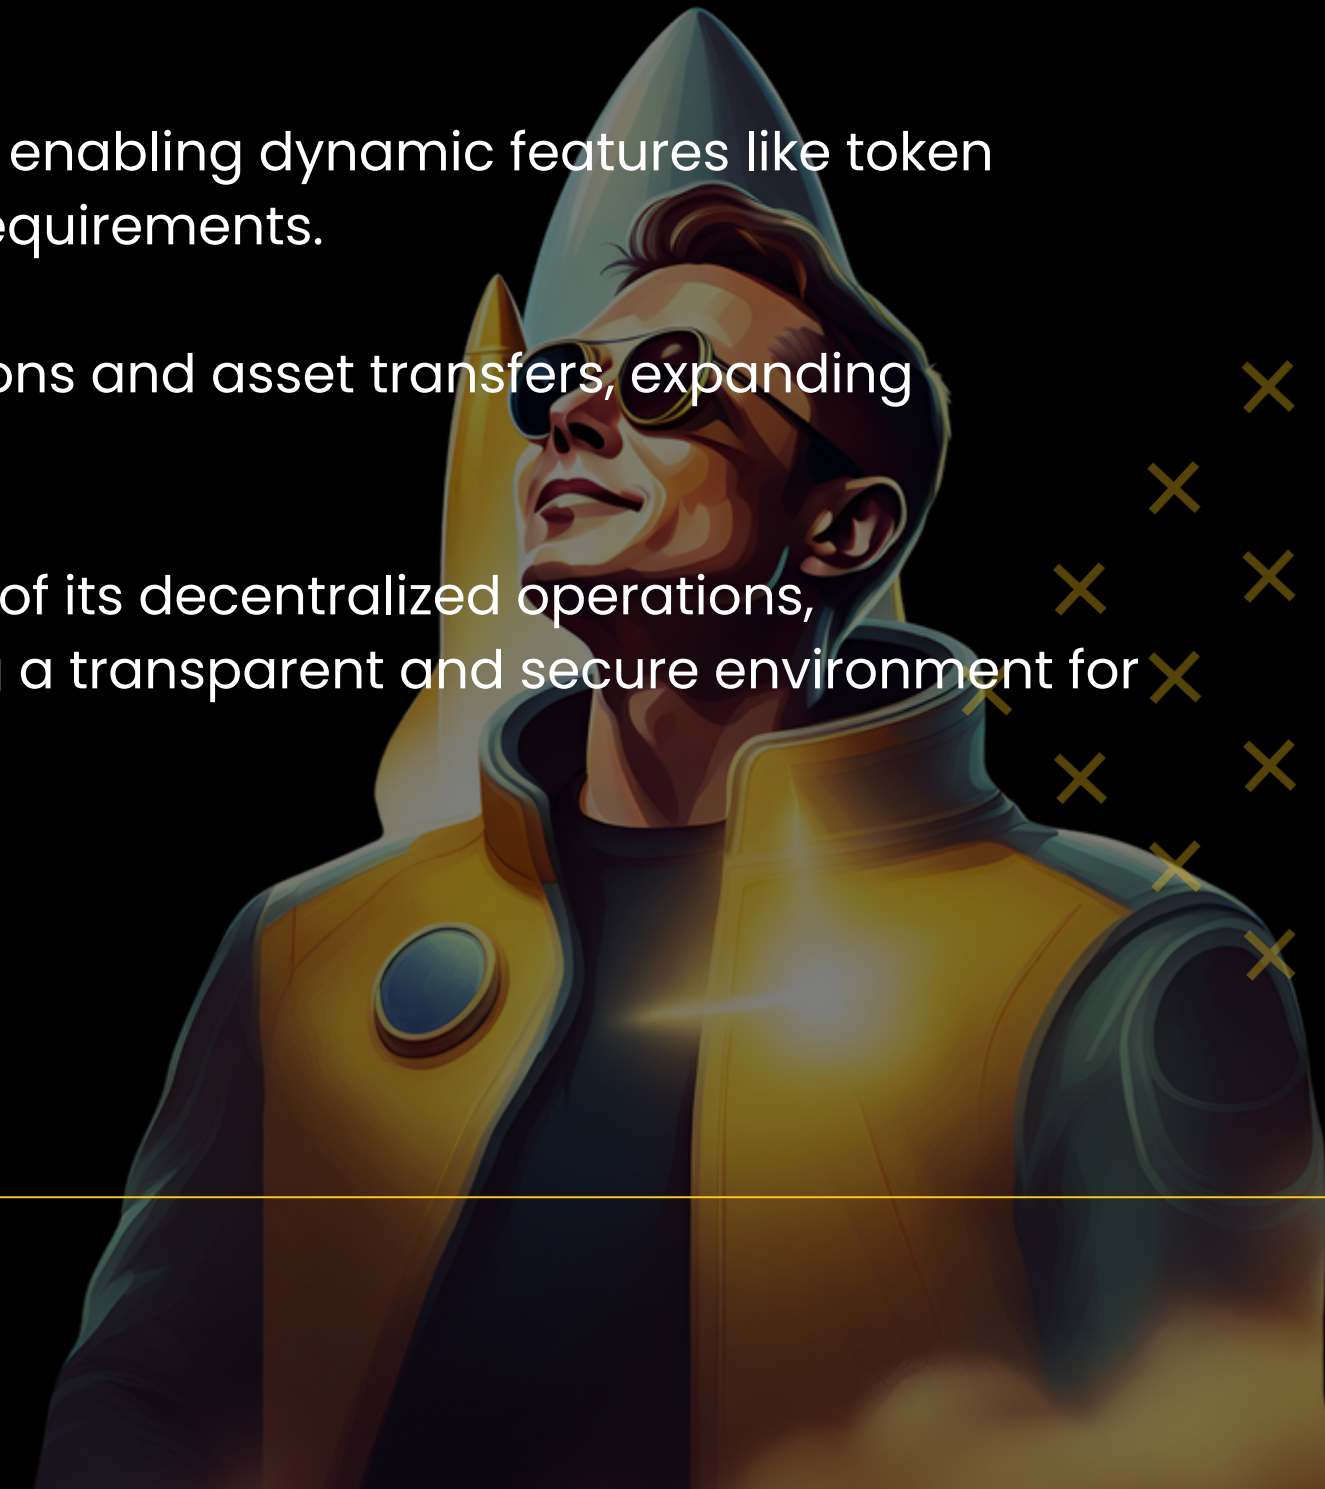 enabling dynamic features like token
equirements.
ons and asset transfers, expanding
of its decentralized operations,
a transparent and secure environment for